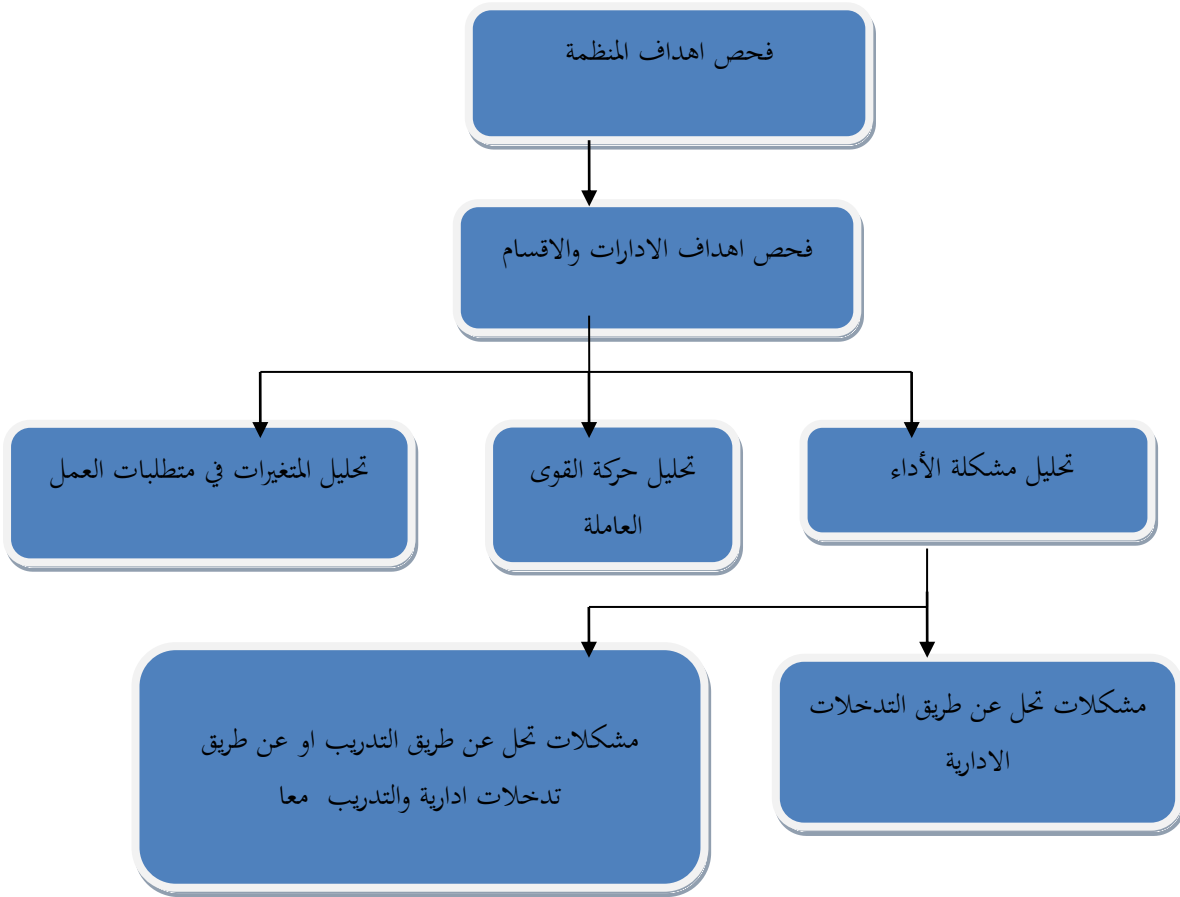 فحص اهداف المنظمة
فحص اهداف الادارات والاقسام
تحليل مشكلة الأداء
تحليل حركة القوى
العاملة
تحليل المتغيرات في متطلبات العمل
مشكلات تحل عن طريق التدخلات
الادارية
مشكلات تحل عن طريق التدريب او عن طريق
تدخلات ادارية والتدريب معا